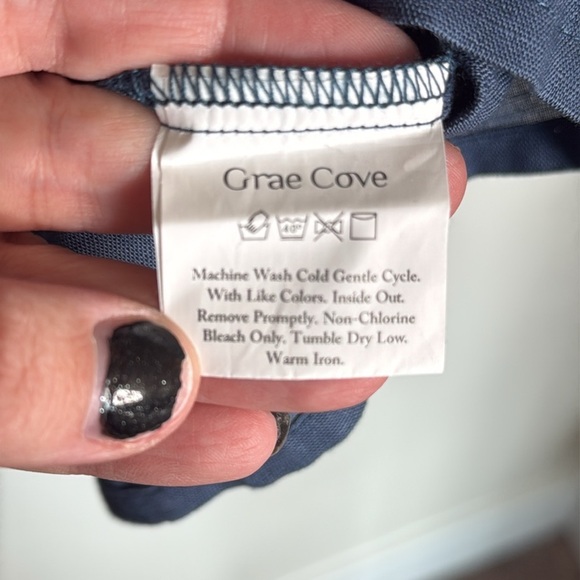 Grae Cove
40°
Machine Wash Cold Gentle Cycle.
With Like Colors. Inside Out.
Remove Promptly. Non-Chlorine
Bleach Only. Tumble Dry Low.
Warm Iron.